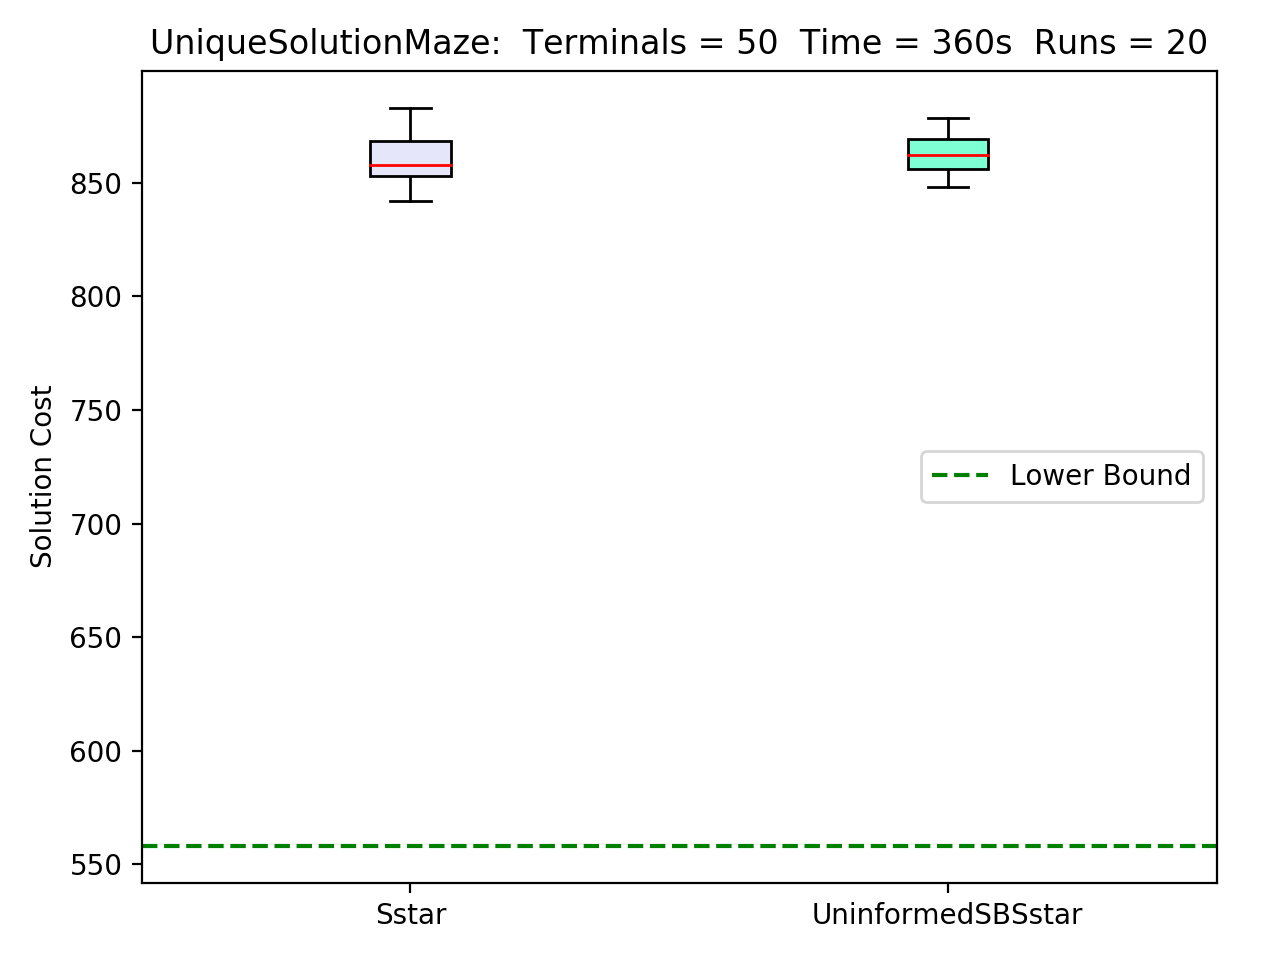 UniqueSolutionMaze:  Terminals = 50  Time = 360s  Runs = 20
Solution Cost
850
800
750
700
650
600
550
Lower Bound
Sstar
UninformedSBSstar